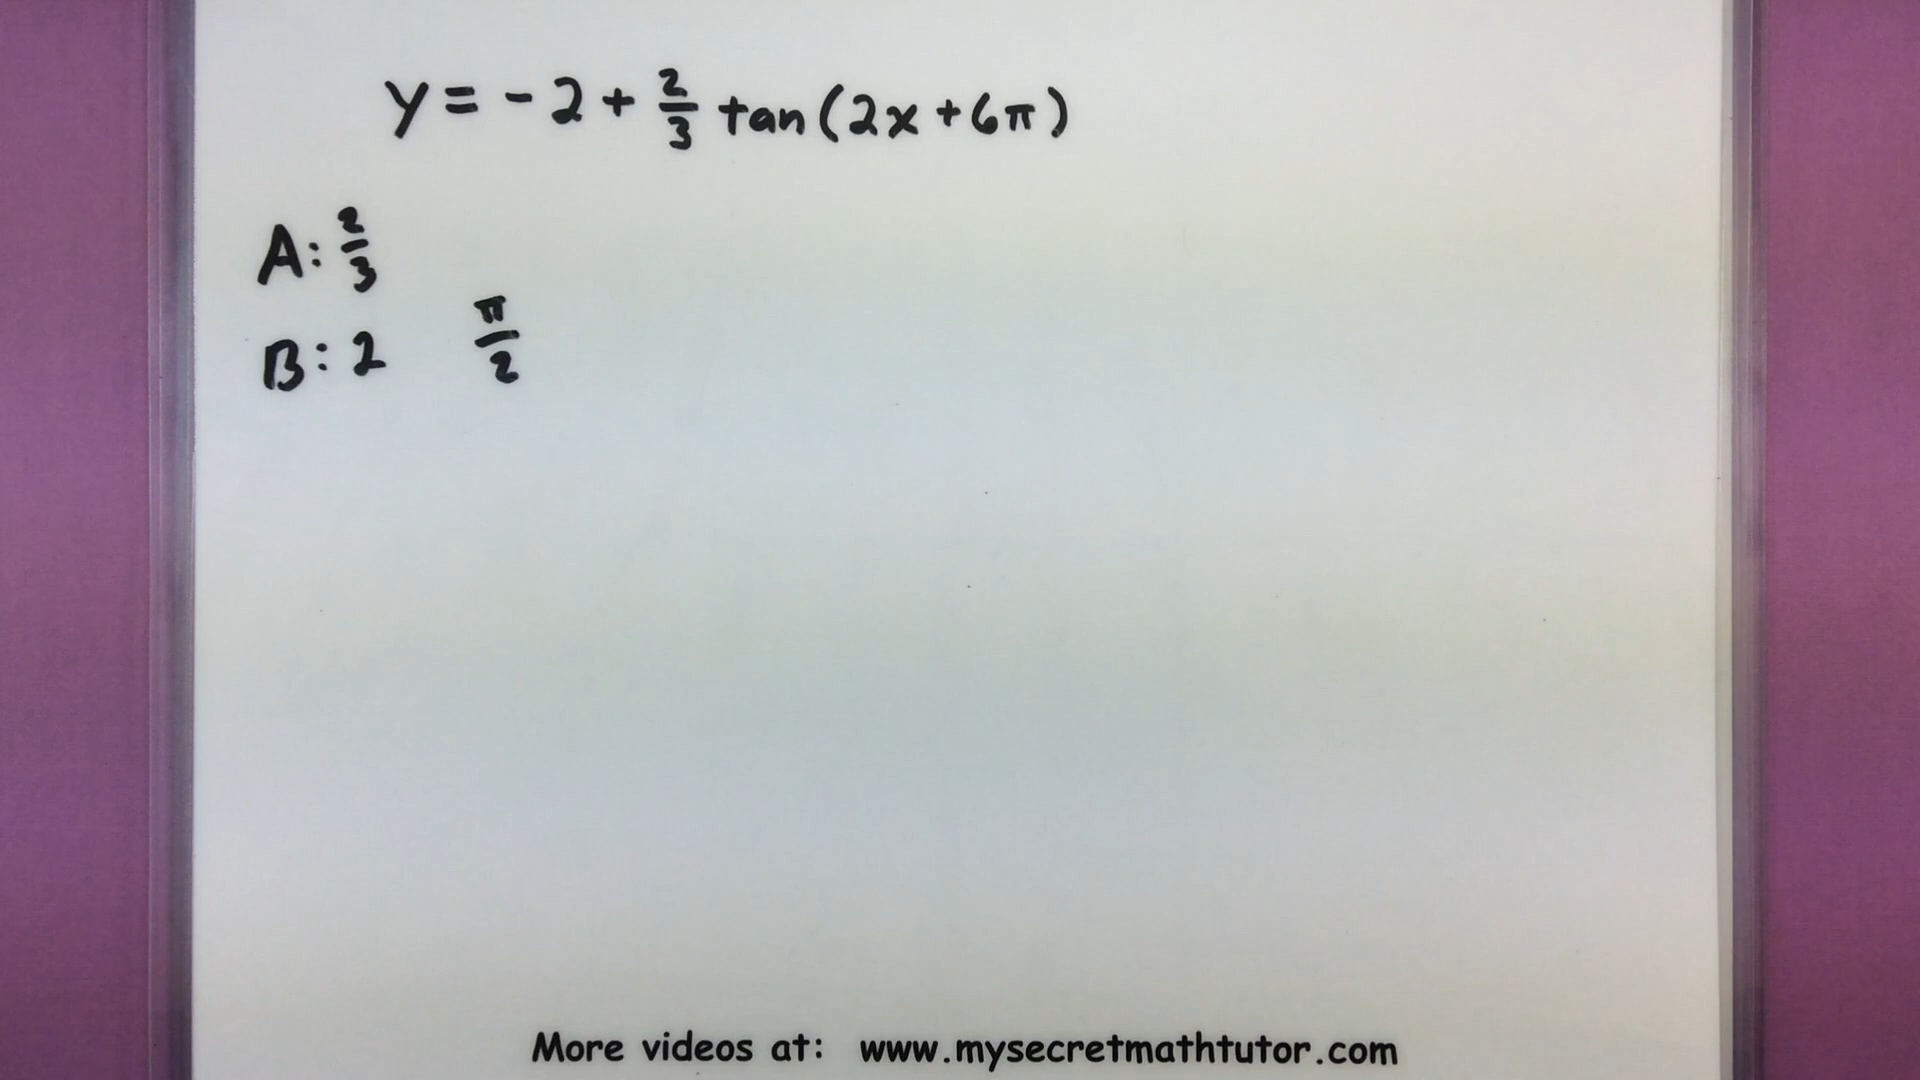 y = -2 + 2/3 tan(2x + 6π)
A: 2/3
B: 2 π/2
More videos at: www.mysecretmathtutor.com